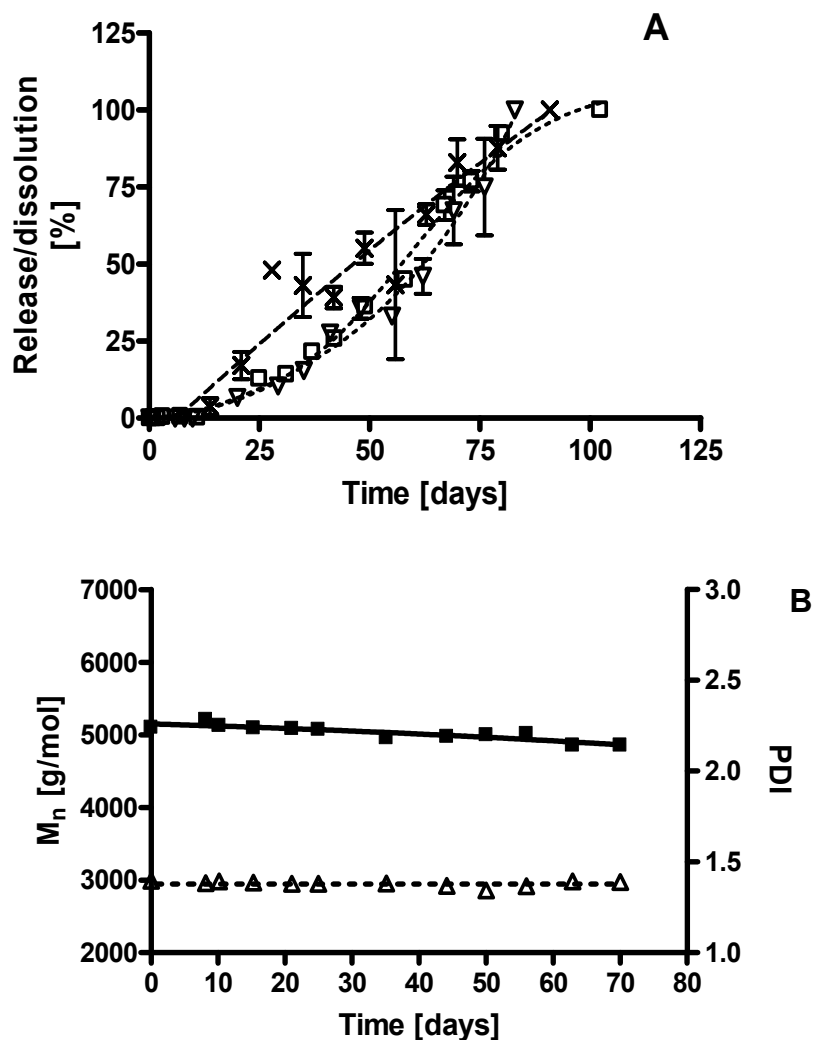 A
125
100
75
50
25
0
Release/dissolution
[%]
0 25 50 75 100 125
Time [days]
B
7000
6000
5000
4000
3000
2000
Mn [g/mol]
3.0
2.5
2.0
1.5
1.0
PDI
0 10 20 30 40 50 60 70 80
Time [days]